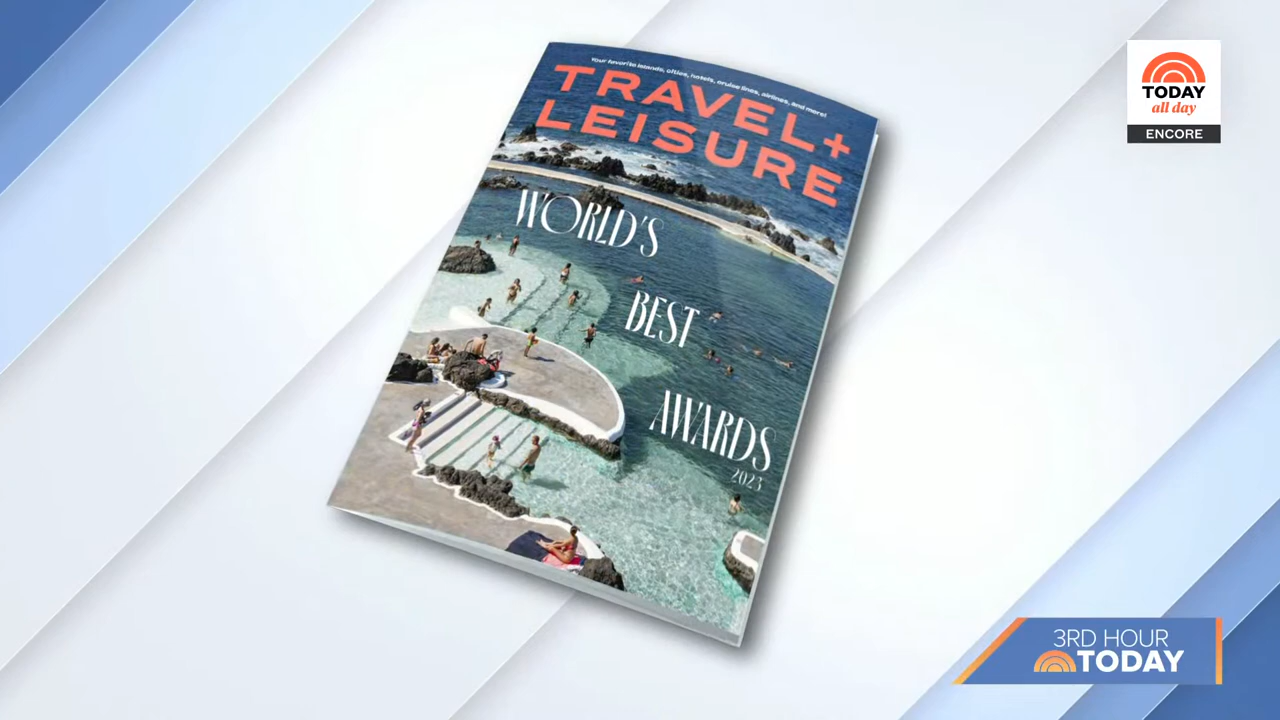 Your favorite islands, cities, hotels, cruise lines, airlines, and more!
TRAVEL+
LEISURE
WORLD'S
BEST
AWARDS
2023
TODAY
all day
ENCORE
3RD HOUR
TODAY